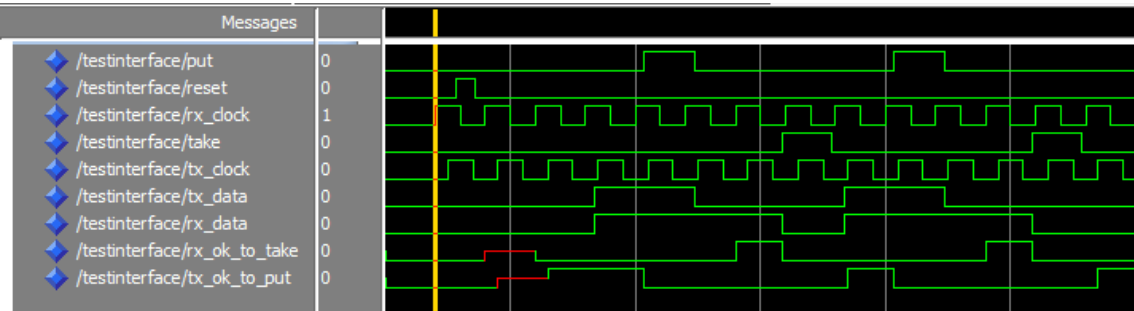 Messages
/testinterface/put 0
/testinterface/reset 0
/testinterface/rx_clock 1
/testinterface/take 0
/testinterface/tx_clock 0
/testinterface/tx_data 0
/testinterface/rx_data 0
/testinterface/rx_ok_to_take 0
/testinterface/tx_ok_to_put 0